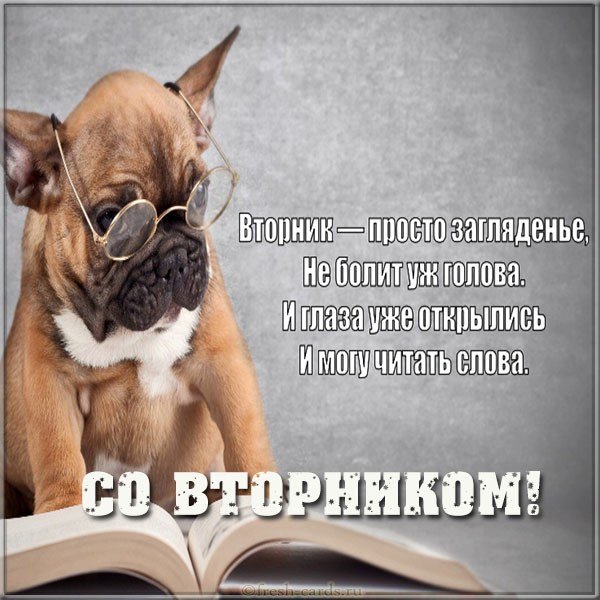 Вторник — просто загляденье,
Не болит уж голова.
И глаза уже открылись
И могу читать слова.
СО ВТОРНИКОМ!
©fresh-cards.ru